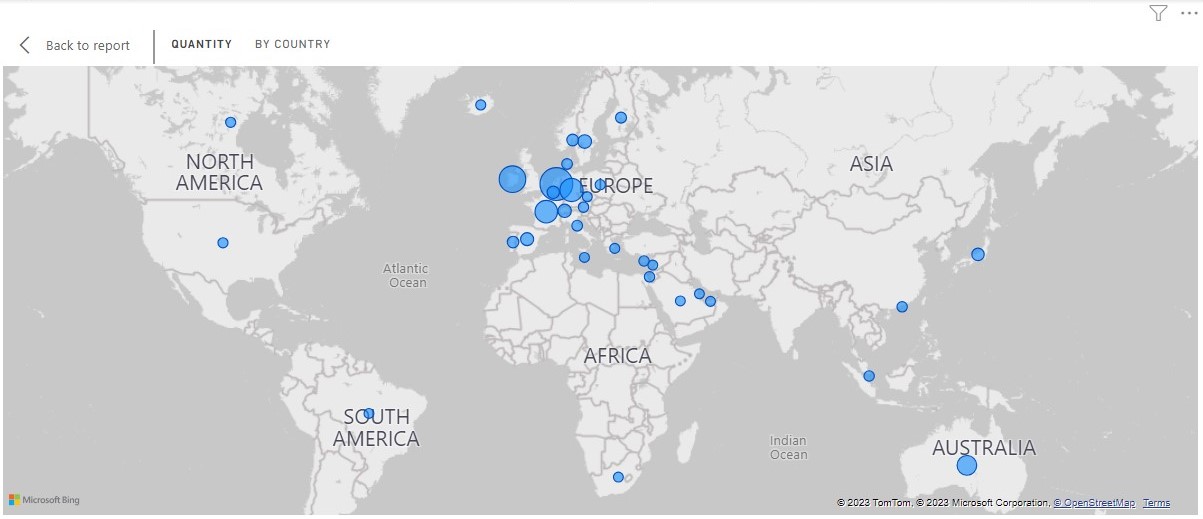 Back to report
QUANTITY BY COUNTRY
NORTH
AMERICA
EUROPE
ASIA
Atlantic
Ocean
AFRICA
SOUTH
AMERICA
Indian
Ocean
AUSTRALIA
Microsoft Bing
© 2023 TomTom, © 2023 Microsoft Corporation, © OpenStreetMap Terms